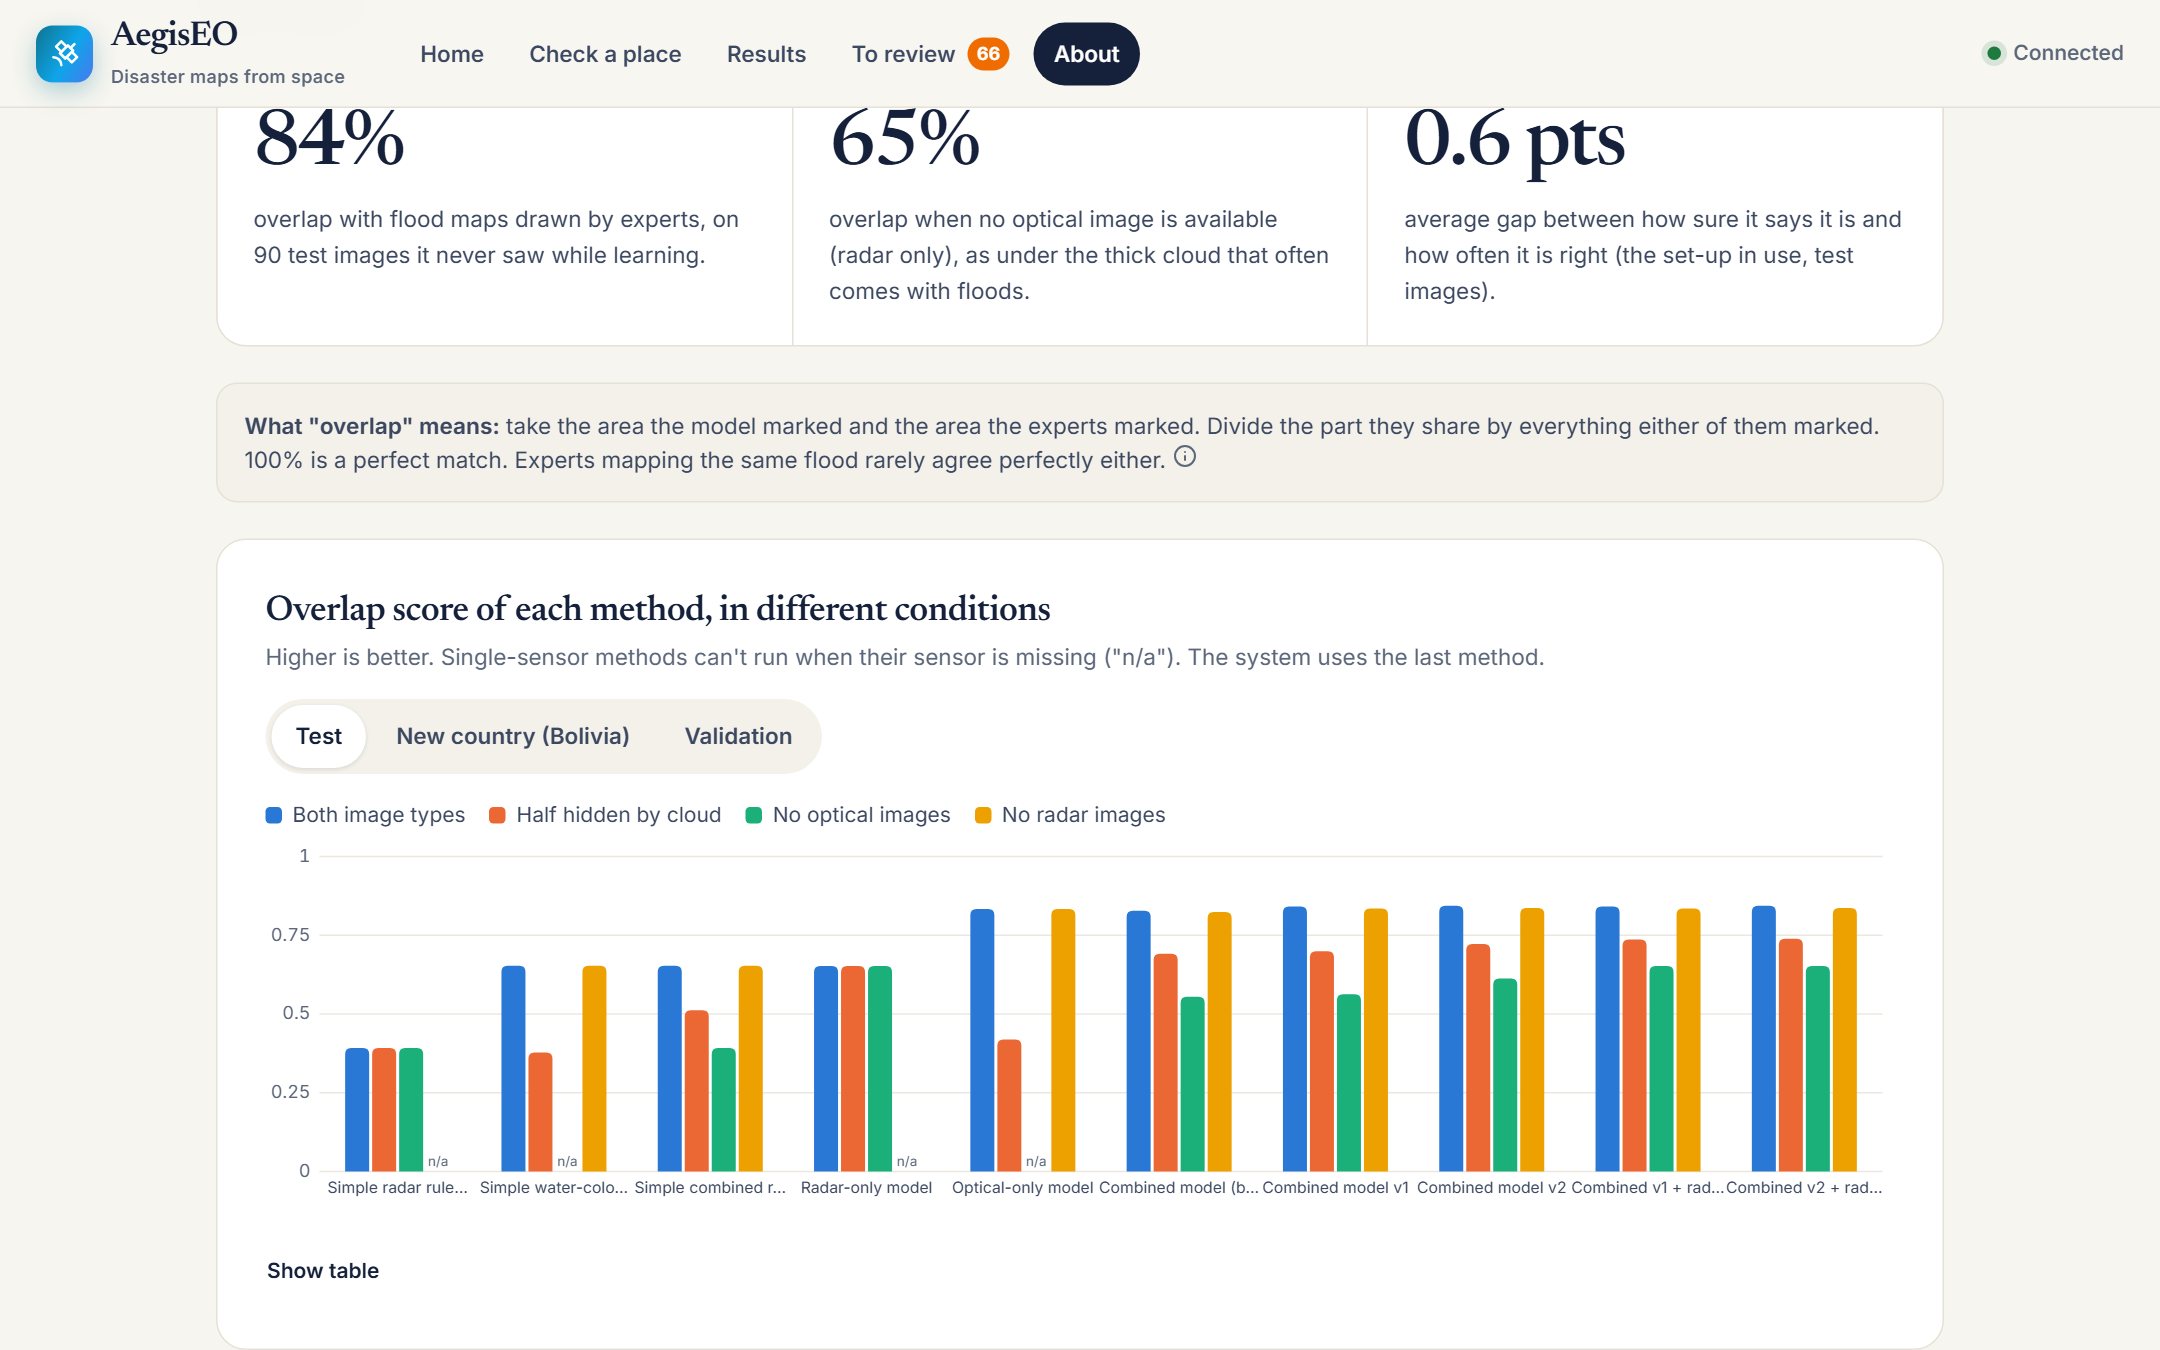 AegisEO
Disaster maps from space
Home
Check a place
Results
To review 66
About
Connected
84%
overlap with flood maps drawn by experts, on
90 test images it never saw while learning.
65%
overlap when no optical image is available
(radar only), as under the thick cloud that often
comes with floods.
0.6 pts
average gap between how sure it says it is and
how often it is right (the set-up in use, test
images).
What "overlap" means: take the area the model marked and the area the experts marked. Divide the part they share by everything either of them marked.
100% is a perfect match. Experts mapping the same flood rarely agree perfectly either.
Overlap score of each method, in different conditions
Higher is better. Single-sensor methods can't run when their sensor is missing ("n/a"). The system uses the last method.
Test
New country (Bolivia)
Validation
Both image types
Half hidden by cloud
No optical images
No radar images
1
0.75
0.5
0.25
0
n/a
n/a
n/a
n/a
Simple radar rule...
Simple water-colo...
Simple combined r...
Radar-only model
Optical-only model
Combined model (b...
Combined model v1
Combined model v2
Combined v1 + rad...
Combined v2 + rad...
Show table